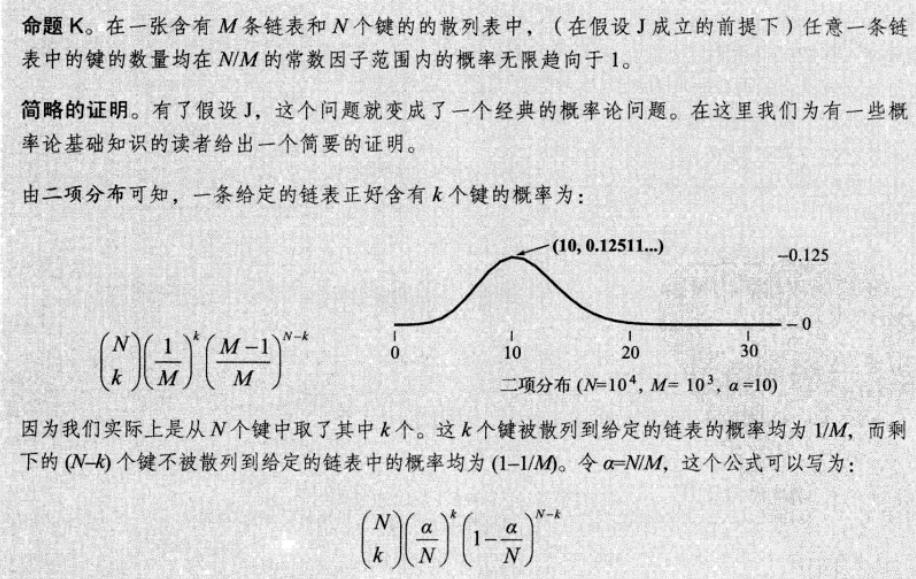 命题 K。在一张含有 M 条链表和 N 个键的的散列表中，（在假设 J 成立的前提下）任意一条链
表中的键的数量均在 N/M 的常数因子范围内的概率无限趋向于 1。
简略的证明。有了假设 J，这个问题就变成了一个经典的概率论问题。在这里我们为有一些概
率论基础知识的读者给出一个简要的证明。
由二项分布可知，一条给定的链表正好含有 k 个键的概率为：
(10, 0.12511...)
0.125
0
0 10 20 30
\binom{N}{k}\left(\frac{1}{M}\right)^{k}\left(\frac{M-1}{M}\right)^{N-k}
二项分布 (N=10^4, M= 10^3, α=10)
因为我们实际上是从 N 个键中取了其中 k 个。这 k 个键被散列到给定的链表的概率均为 1/M，而剩
下的 (N–k) 个键不被散列到给定的链表中的概率均为 (1–1/M)。令 α=N/M，这个公式可以写为：
\binom{N}{k}\left(\frac{α}{N}\right)^{k}\left(1-\frac{α}{N}\right)^{N-k}